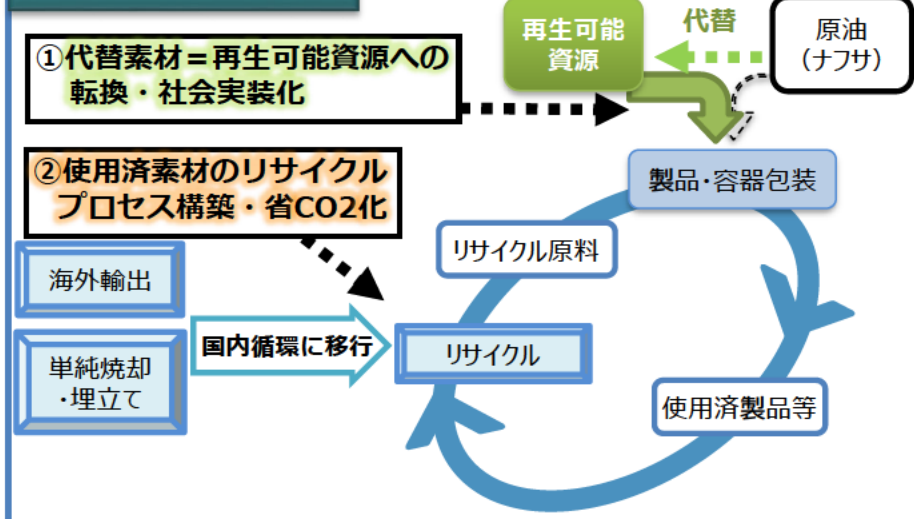 再生可能
資源
代替
原油
（ナフサ）
①代替素材＝再生可能資源への
転換・社会実装化
②使用済素材のリサイクル
プロセス構築・省CO2化
製品・容器包装
リサイクル原料
海外輸出
国内循環に移行
リサイクル
単純焼却
・埋立て
使用済製品等